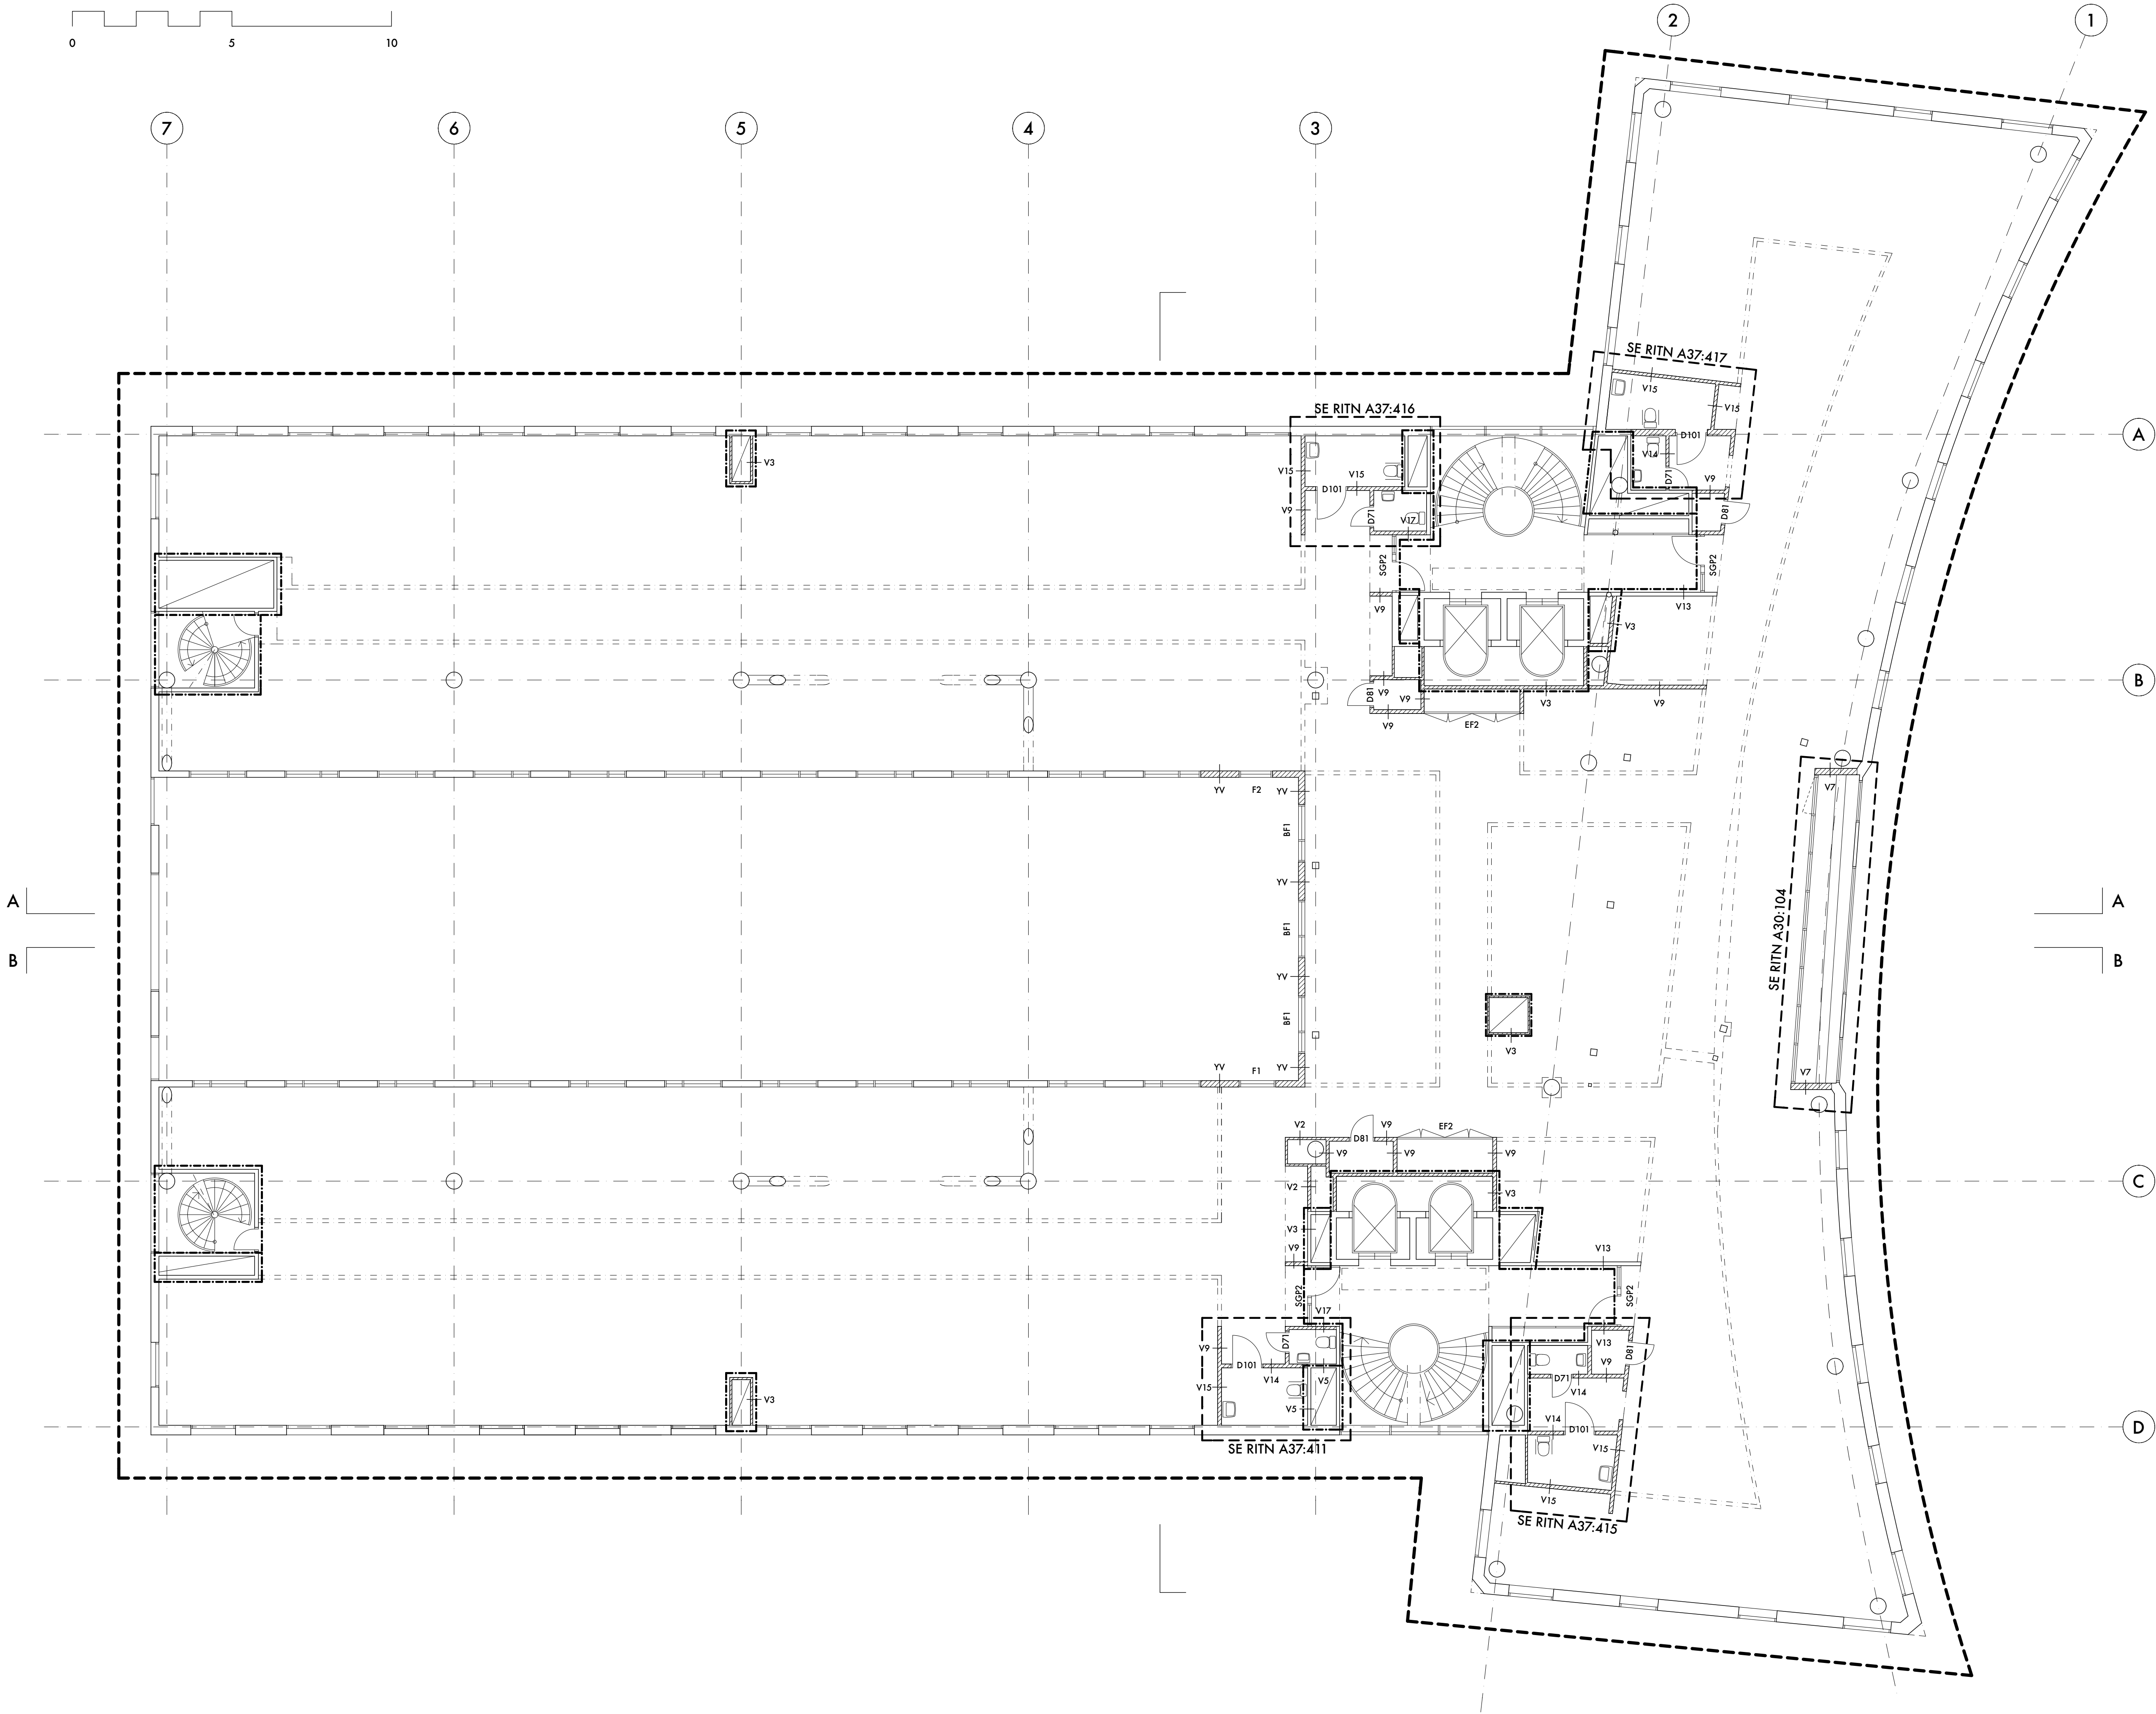 0 5 10
2 1
7 6 5 4 3
SE RITN A37:417
V15
V15
SE RITN A37:416
D101
A
V14
V3
V15
V15
D71
V9
D101
V9
D71
V17
D81
SGP2
SGP2
V9
V13
V3
B
V9
D81
V9
V3
V9
V9
EF2
V7
YV
F2
YV
BF1
YV
SE RITN A30:104
A
A
BF1
B
B
YV
BF1
V3
YV
F1
YV
V7
V2
V9
EF2
D81
V9
V9
V9
C
V2
V3
V3
V9
V13
SGP2
SGP2
V17
V13
V9
D71
D81
D101
V14
V9
V5
D71
V15
V14
V3
V5
V14
D101
D
SE RITN A37:411
V15
V15
SE RITN A37:415